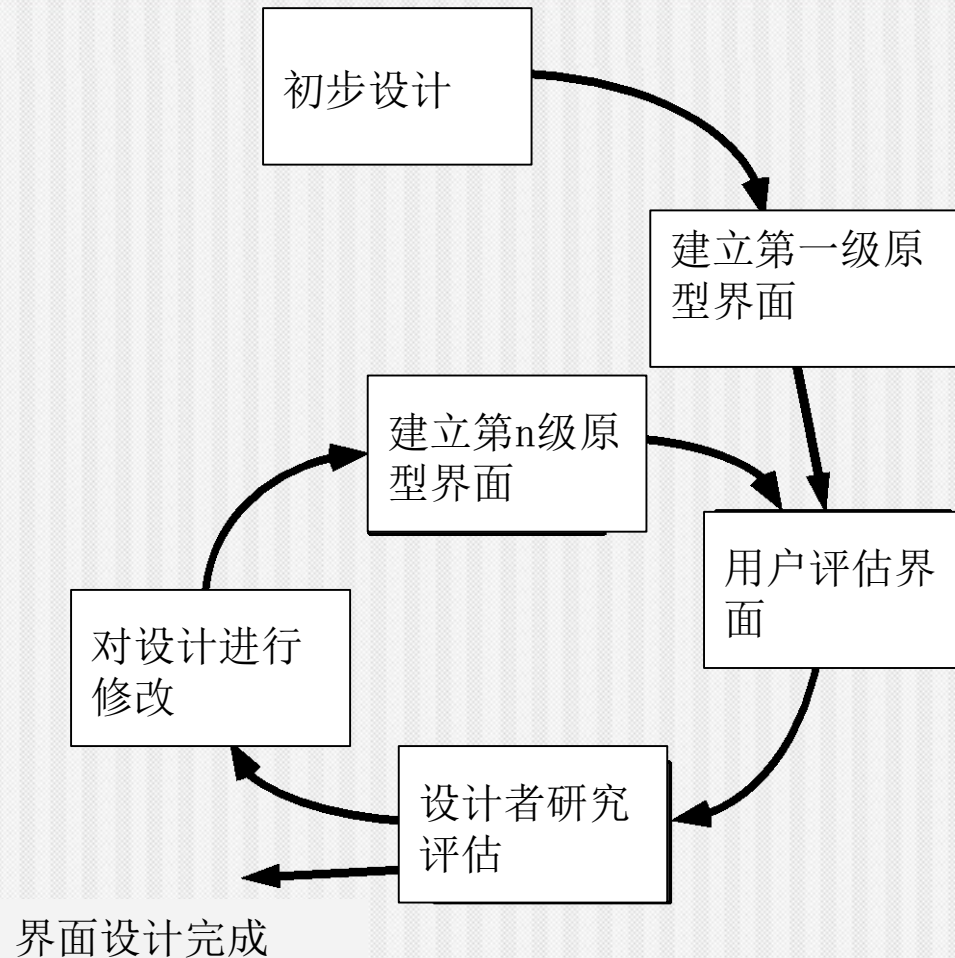 初步设计
建立第一级原
型界面
建立第n级原
型界面
用户评估界
面
对设计进行
修改
设计者研究
评估
界面设计完成